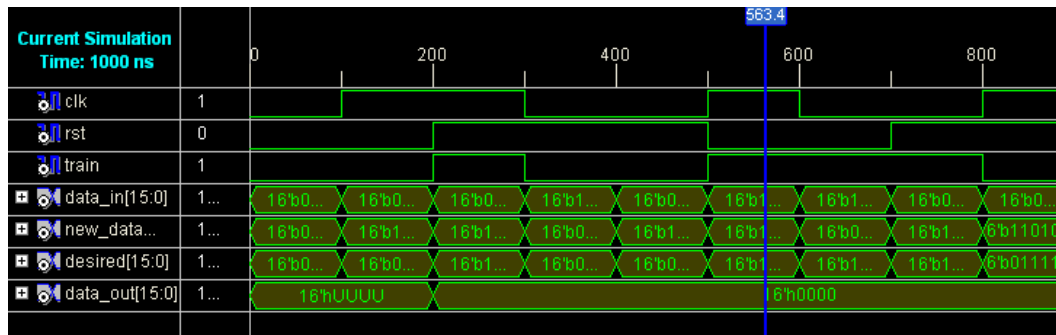 563.4
Current Simulation
Time: 1000 ns
0 200 400 600 800
clk 1
rst 0
train 1
data_in[15:0] 1... 16'b0... 16'b0... 16'b0... 16'b1... 16'b0... 16'b1... 16'b1... 16'b0... 16'b0...
new_data... 1... 16'b0... 16'b1... 16'b0... 16'b0... 16'b1... 16'b1... 16'b0... 16'b1... 6'b11010
desired[15:0] 1... 16'b0... 16'b0... 16'b1... 16'b0... 16'b0... 16'b1... 16'b1... 16'b1... 6'b01111
data_out[15:0] 1... 16'hUUUU 16'h0000